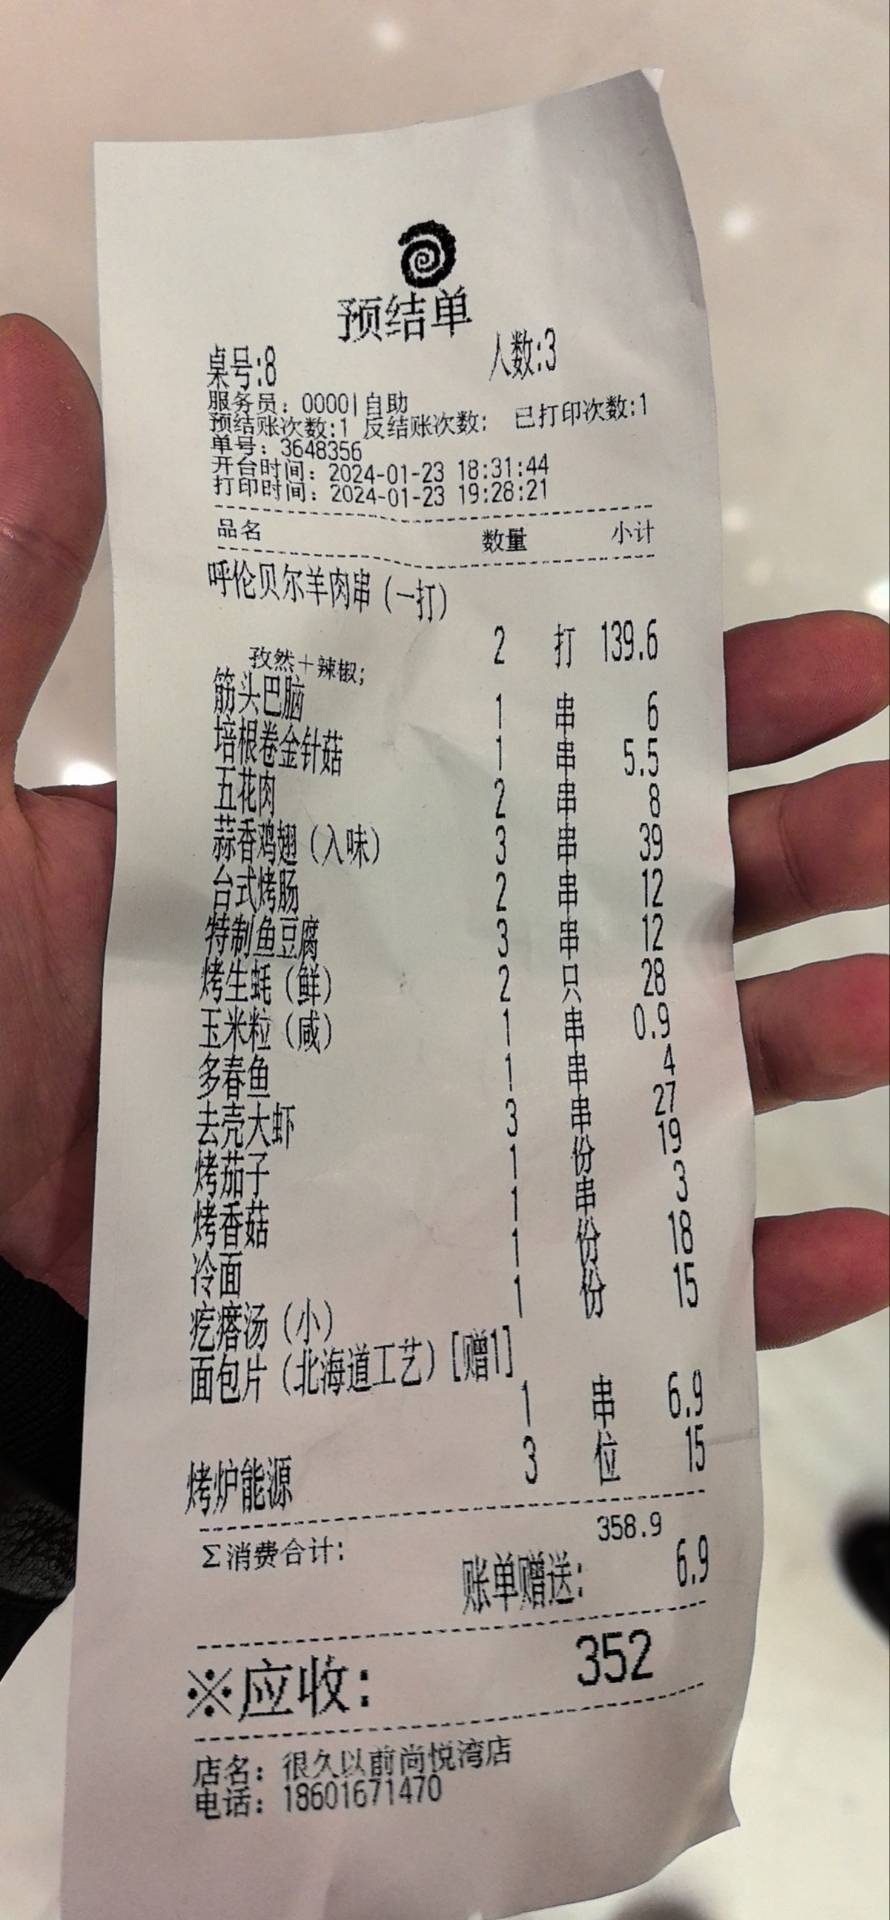 预结单
桌号:8 人数:3
服务员: 0000| 自助
预结账次数:1 反结账次数: 已打印次数:1
单号: 3648356
开台时间: 2024-01-23 18:31:44
打印时间: 2024-01-23 19:28:21
品名 数量 小计
呼伦贝尔羊肉串(一打)
2 打 139.6
孜然+辣椒;
筋头巴脑 1 串 6
培根卷金针菇 1 串 5.5
五花肉 2 串 8
蒜香鸡翅(入味) 3 串 39
台式烤肠 2 串 12
特制鱼豆腐 3 串 12
烤生蚝(鲜) 2 只 28
玉米粒(咸) 1 串 0.9
多春鱼 1 串 4
去壳大虾 3 串 27
烤茄子 1 份 19
烤香菇 1 串 3
冷面 1 份 18
疙瘩汤(小) 1 份 15
面包片(北海道工艺)[赠1]
1 串 6.9
烤炉能源 3 位 15
Σ消费合计: 358.9
账单赠送: 6.9
※应收: 352
店名: 很久以前尚悦湾店
电话: 18601671470